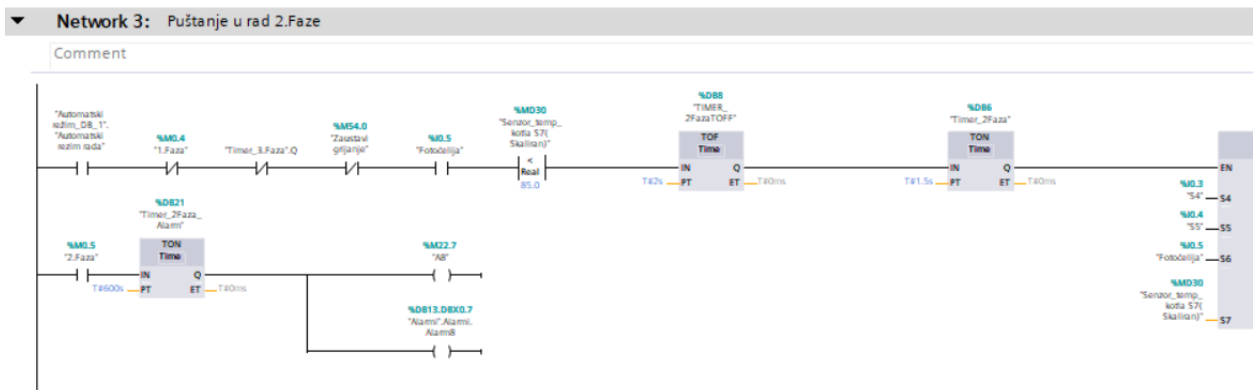 Network 3: Puštanje u rad 2.Faze
Comment
"Automatski
režim_DB_1".
"Automatski
rezim rada"
%M0.4
"1.Faza"
"Timer_3.Faza".Q
%M54.0
"Zaustavi
grijanje"
%I0.5
"Fotoćelija"
%MD30
"Senzor_temp_
kotla S7(
Skaliran)"
<
Real
85.0
%DB8
"TIMER_
2FazaTOFF"
TOF
Time
IN Q
T#2s PT ET T#0ms
%DB6
"Timer_2Faza"
TON
Time
IN Q
T#1.5s PT ET T#0ms
EN
%I0.3
"S4" S4
%I0.4
"S5" S5
%I0.5
"Fotoćelija" S6
%MD30
"Senzor_temp_
kotla S7(
Skaliran)" S7
%DB21
"Timer_2Faza_
Alarm"
%M0.5
"2.Faza"
TON
Time
IN Q
T#600s PT ET T#0ms
%M22.7
"A8"
%DB13.DBX0.7
"Alarmi".Alarmi.
Alarm8